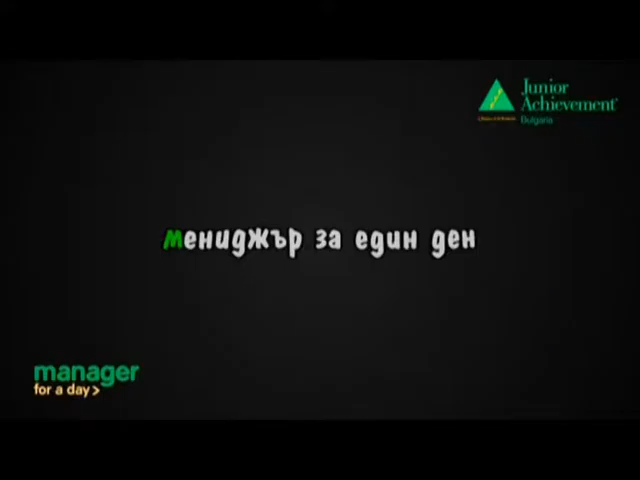 Junior
Achievement
Bulgaria
мениджър за един ден
manager
for a day>